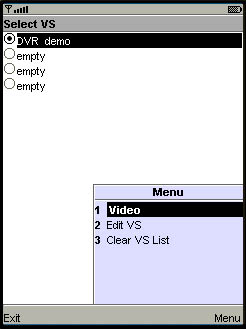 Select VS
DVR demo
empty
empty
empty
Menu
1 Video
2 Edit VS
3 Clear VS List
Exit Menu